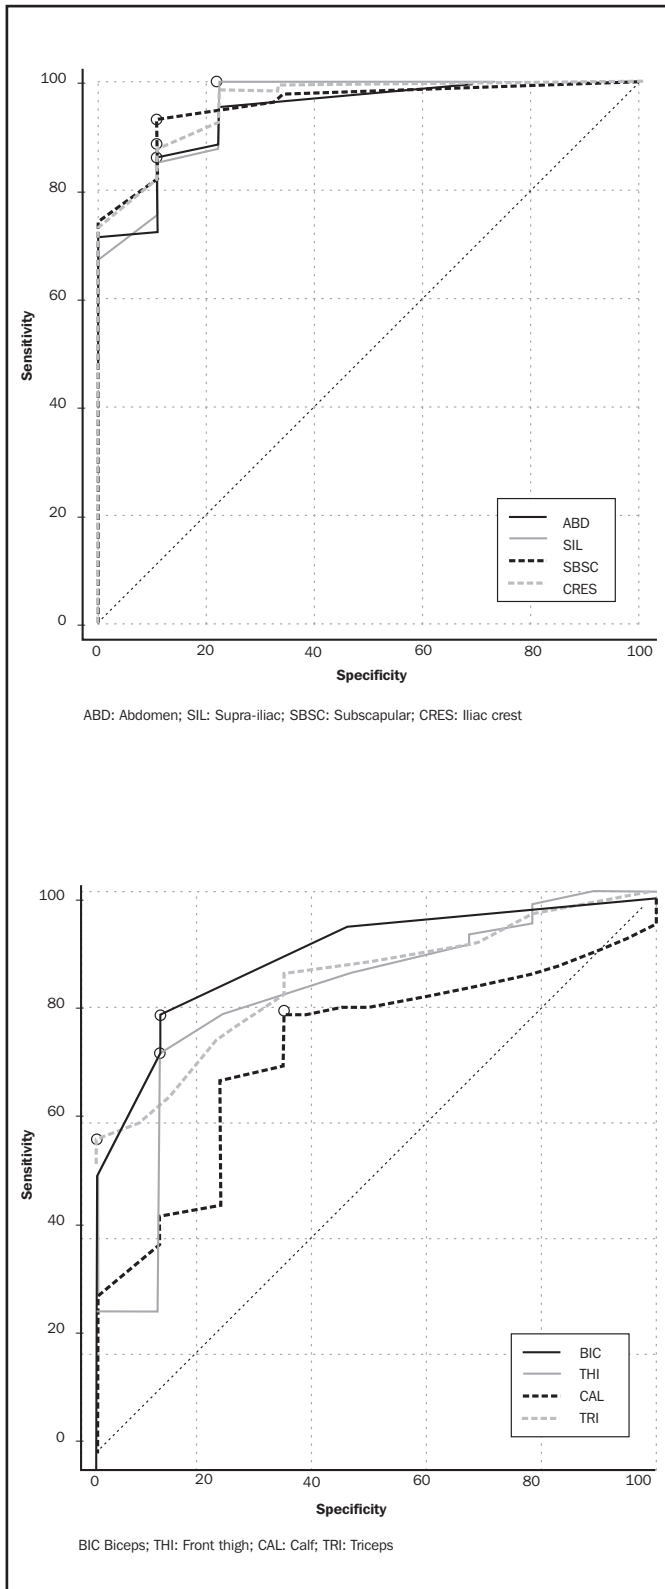 100
80
60
40
20
0
Sensitivity
ABD
SIL
SBSC
CRES
0 20 40 60 80 100
Specificity
ABD: Abdomen; SIL: Supra-iliac; SBSC: Subscapular; CRES: Iliac crest
100
80
60
40
20
0
Sensitivity
BIC
THI
CAL
TRI
0 20 40 60 80 100
Specificity
BIC Biceps; THI: Front thigh; CAL: Calf; TRI: Triceps